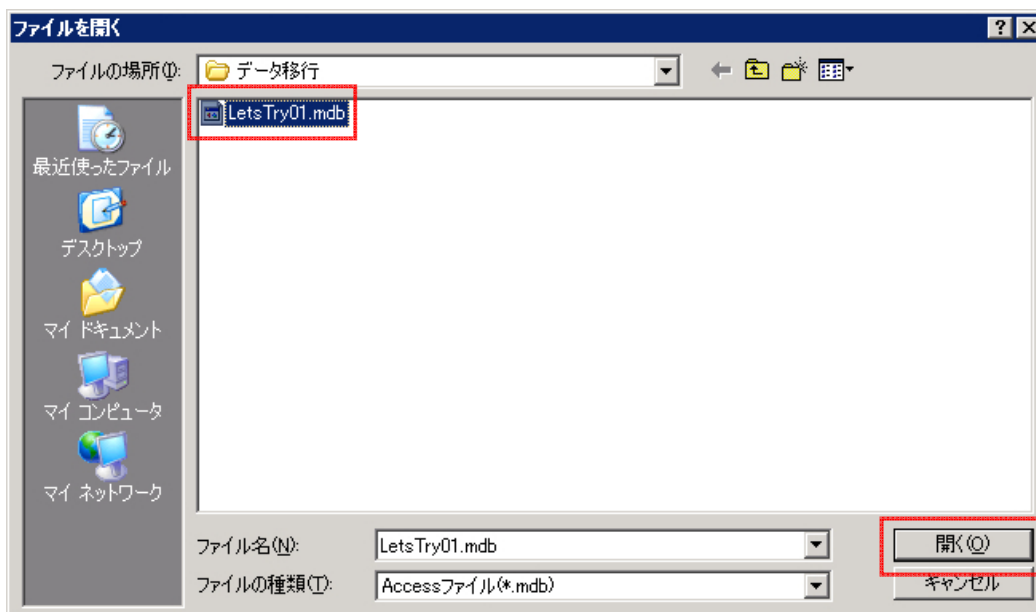 ファイルを開く
ファイルの場所(I):
データ移行
LetsTry01.mdb
最近使ったファイル
デスクトップ
マイ ドキュメント
マイ コンピュータ
マイ ネットワーク
ファイル名(N):
LetsTry01.mdb
開く(O)
ファイルの種類(T):
Accessファイル(*.mdb)
キャンセル